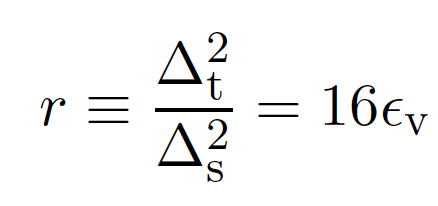 r ≡ Δ_t^2 / Δ_s^2 = 16ϵ_v